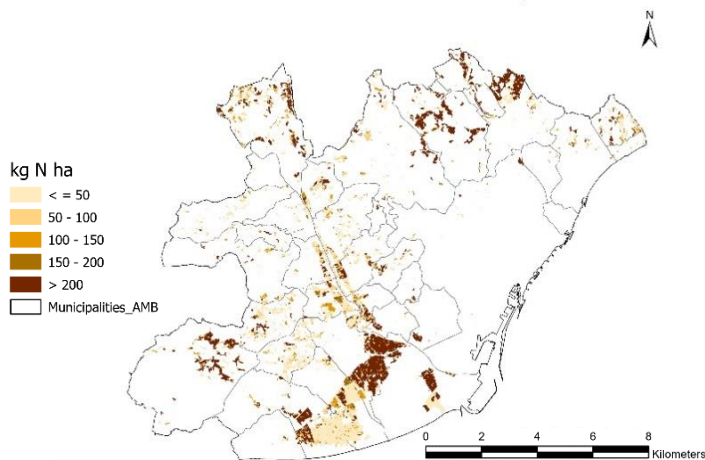 N
kg N ha
< = 50
50 - 100
100 - 150
150 - 200
> 200
Municipalities_AMB
0 2 4 6 8
Kilometers